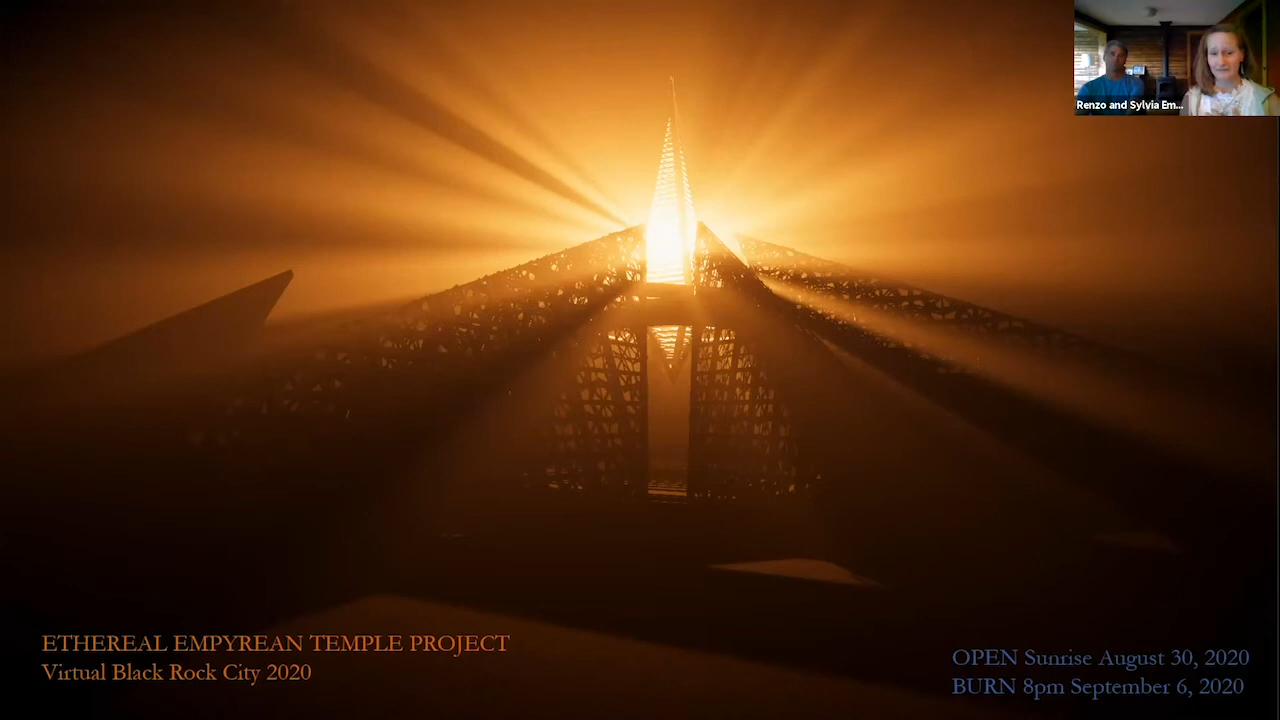 Renzo and Sylvia Em...
ETHEREAL EMPYREAN TEMPLE PROJECT
Virtual Black Rock City 2020
OPEN Sunrise August 30, 2020
BURN 8pm September 6, 2020